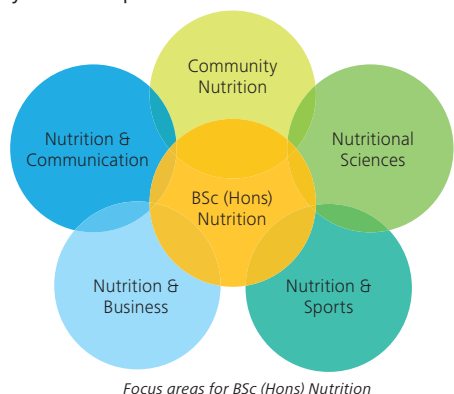 Community
Nutrition
Nutrition &
Communication
Nutritional
Sciences
BSc (Hons)
Nutrition
Nutrition &
Business
Nutrition &
Sports
Focus areas for BSc (Hons) Nutrition